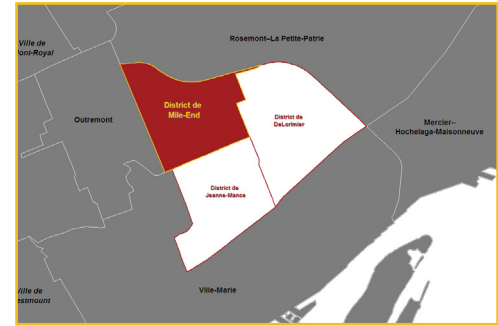 Ville de
Mont-Royal
Rosemont–La Petite-Patrie
Outremont
District de
Mile-End
District de
DeLorimier
Mercier–
Hochelaga-Maisonneuve
District de
Jeanne-Mance
Ville-Marie
Ville de
estmount